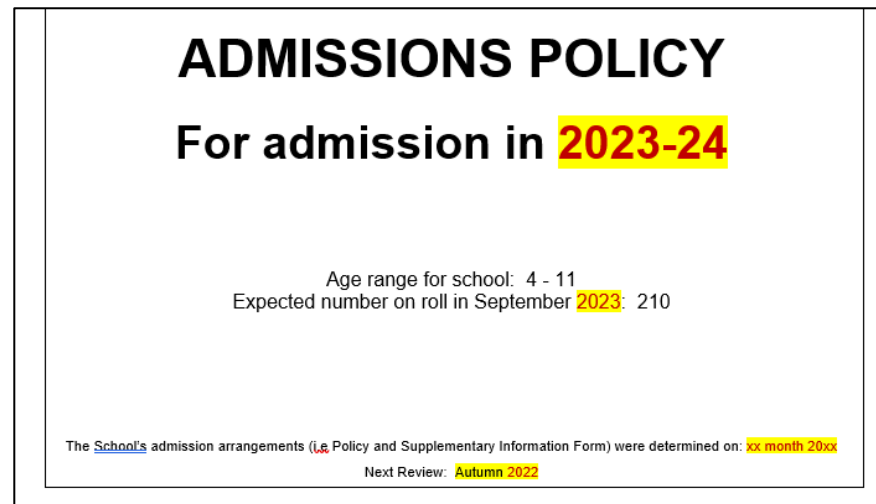 ADMISSIONS POLICY
For admission in 2023-24
Age range for school:  4 - 11
Expected number on roll in September 2023:  210
The School's admission arrangements (i.e Policy and Supplementary Information Form) were determined on: xx month 20xx
Next Review:  Autumn 2022